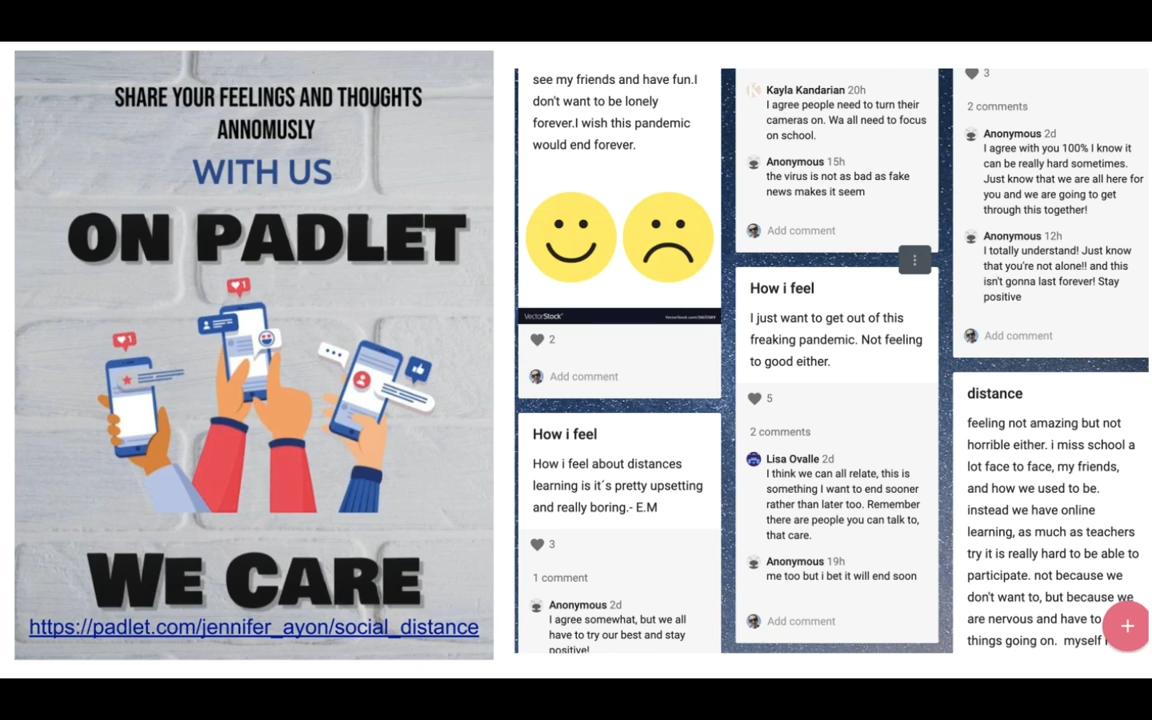 SHARE YOUR FEELINGS AND THOUGHTS
ANNOMUSLY
WITH US
ON PADLET
WE CARE
https://padlet.com/jennifer_ayon/social_distance
see my friends and have fun.I
don't want to be lonely
forever.I wish this pandemic
would end forever.
VectorStock
2
Add comment
How i feel
How i feel about distances
learning is it´s pretty upsetting
and really boring.- E.M
3
1 comment
Anonymous 2d
I agree somewhat, but we all
have to try our best and stay
positive!
Kayla Kandarian 20h
I agree people need to turn their
cameras on. Wa all need to focus
on school.
Anonymous 15h
the virus is not as bad as fake
news makes it seem
Add comment
How i feel
I just want to get out of this
freaking pandemic. Not feeling
to good either.
5
2 comments
Lisa Ovalle 2d
I think we can all relate, this is
something I want to end sooner
rather than later too. Remember
there are people you can talk to,
that care.
Anonymous 19h
me too but i bet it will end soon
Add comment
3
2 comments
Anonymous 2d
I agree with you 100% I know it
can be really hard sometimes.
Just know that we are all here for
you and we are going to get
through this together!
Anonymous 12h
I totally understand! Just know
that you're not alone!! and this
isn't gonna last forever! Stay
positive
Add comment
distance
feeling not amazing but not
horrible either. i miss school a
lot face to face, my friends,
and how we used to be.
instead we have online
learning, as much as teachers
try it is really hard to be able to
participate. not because we
don't want to, but because we
are nervous and have to
things going on. myself